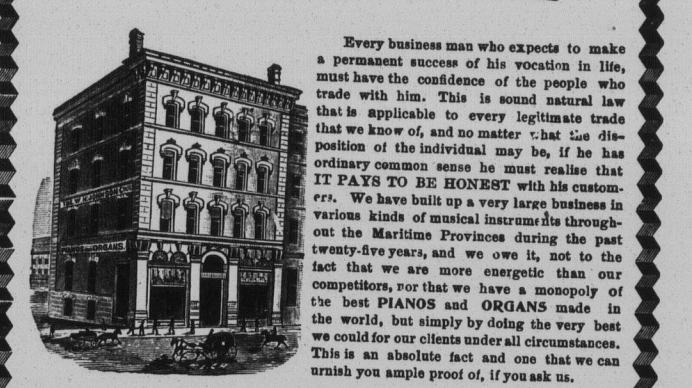 ORGANS.
Every business man who expects to make
a permanent success of his vocation in life,
must have the confidence of the people who
trade with him. This is sound natural law
that is applicable to every legitimate trade
that we know of, and no matter what the dis-
position of the individual may be, if he has
ordinary common sense he must realise that
IT PAYS TO BE HONEST with his custom-
ers. We have built up a very large business in
various kinds of musical instruments through-
out the Maritime Provinces during the past
twenty-five years, and we owe it, not to the
fact that we are more energetic than our
competitors, nor that we have a monopoly of
the best PIANOS and ORGANS made in
the world, but simply by doing the very best
we could for our clients under all circumstances.
This is an absolute fact and one that we can
urnish you ample proof of, if you ask us.